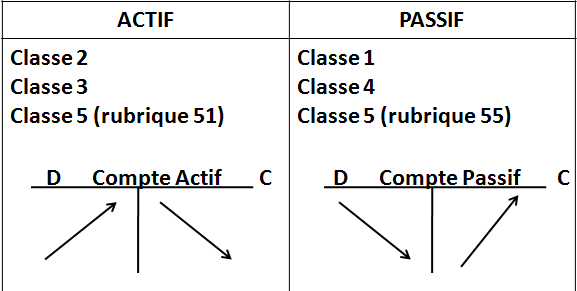 ACTIF
Classe 2
Classe 3
Classe 5 (rubrique 51)
D Compte Actif C
PASSIF
Classe 1
Classe 4
Classe 5 (rubrique 55)
D Compte Passif C